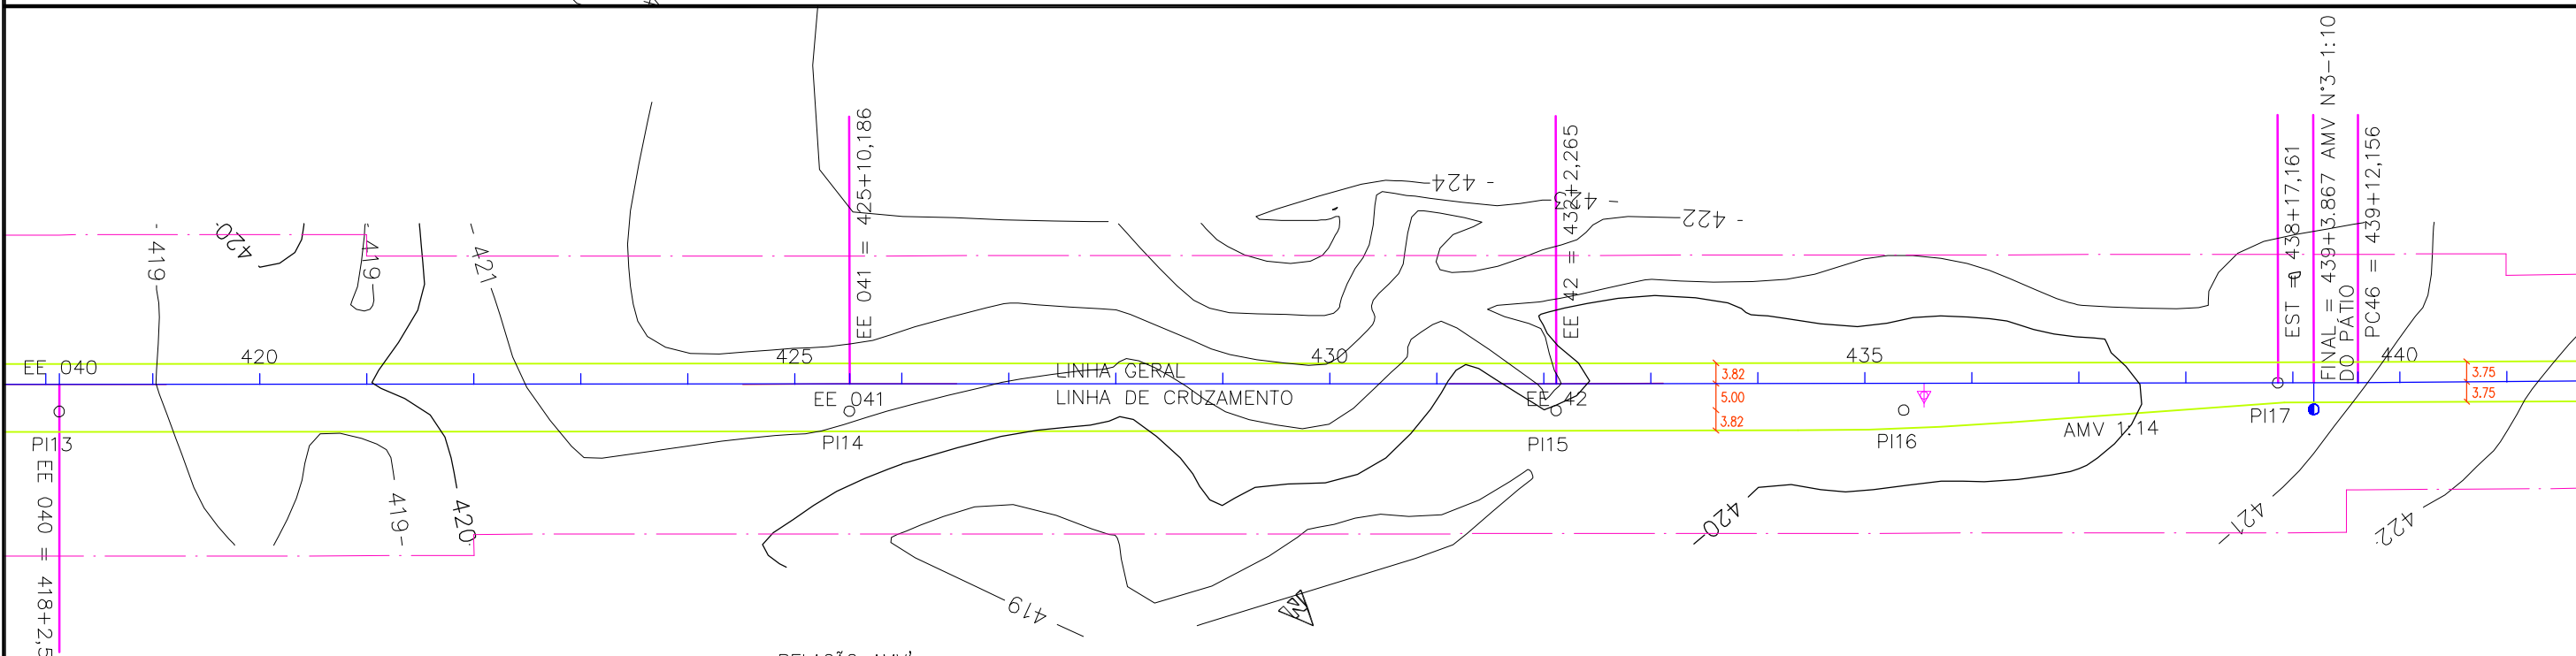 FINAL = 439+3.867 AMV N°3-1:10
DO PÁTIO
EST = 438+17,161
PC46 = 439+12,156
EE 041 = 425+10,186
EE 42 = 432+2,265
- 424 -
- 423 -
- 422 -
- 419
420
- 419
- 421
EE 040
420
425
430
435
440
LINHA GERAL
LINHA DE CRUZAMENTO
EE 041
EE 42
3.82
5.00
3.82
3.75
3.75
PI13
PI14
PI15
PI16
PI17
AMV 1:14
EE 040 = 418+2,5
419-
420
-420
-421
422
-419